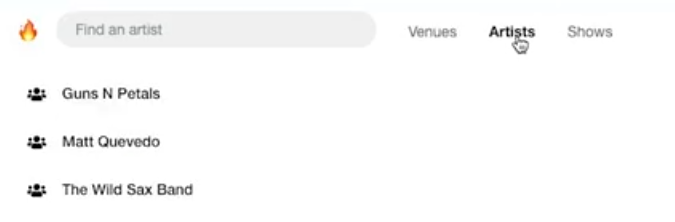 Find an artist Venues Artists Shows
Guns N Petals
Matt Quevedo
The Wild Sax Band